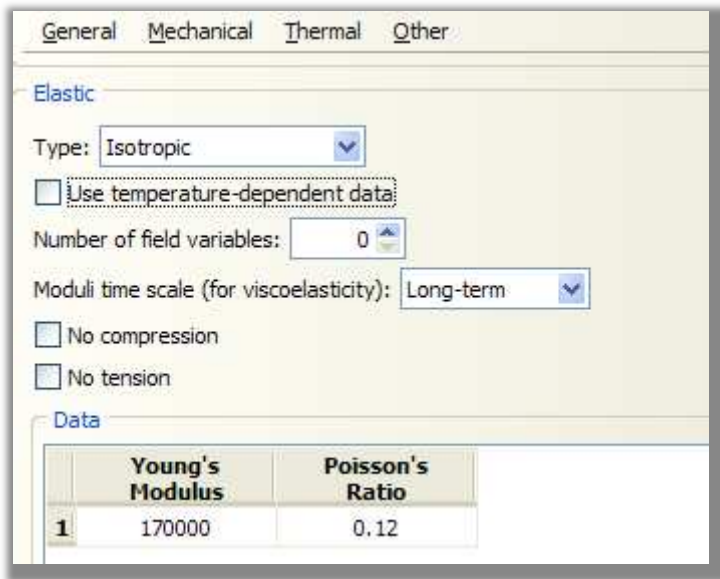 General Mechanical Thermal Other
Elastic
Type: Isotropic
Use temperature-dependent data
Number of field variables: 0
Moduli time scale (for viscoelasticity): Long-term
No compression
No tension
Data
Young's Poisson's
Modulus Ratio
1 170000 0.12